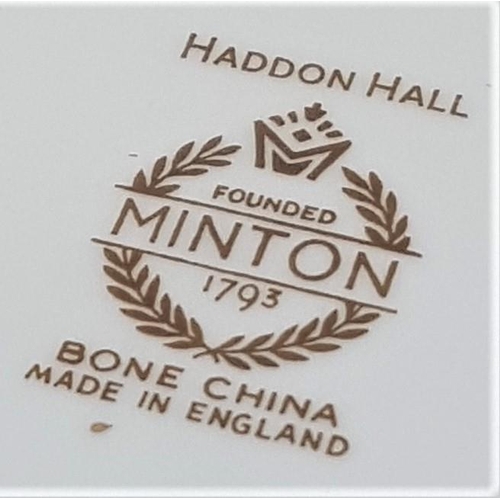 HADDON HALL
FOUNDED
MINTON
1793
BONE CHINA
MADE IN ENGLAND